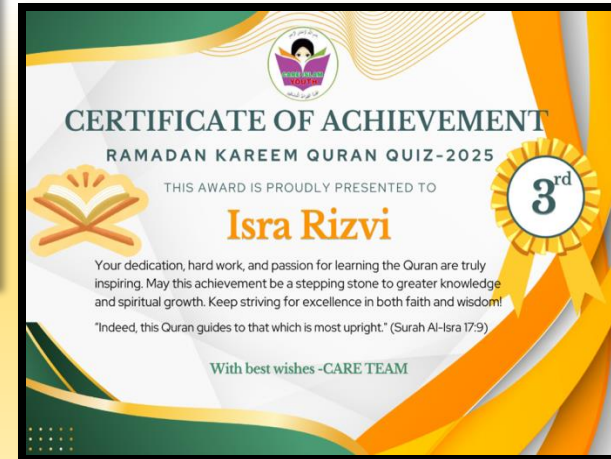 CARE ISLAM
YOUTH
CERTIFICATE OF ACHIEVEMENT
RAMADAN KAREEM QURAN QUIZ-2025
THIS AWARD IS PROUDLY PRESENTED TO
3rd
Isra Rizvi
Your dedication, hard work, and passion for learning the Quran are truly
inspiring. May this achievement be a stepping stone to greater knowledge
and spiritual growth. Keep striving for excellence in both faith and wisdom!
"Indeed, this Quran guides to that which is most upright." (Surah Al-Isra 17:9)
With best wishes -CARE TEAM